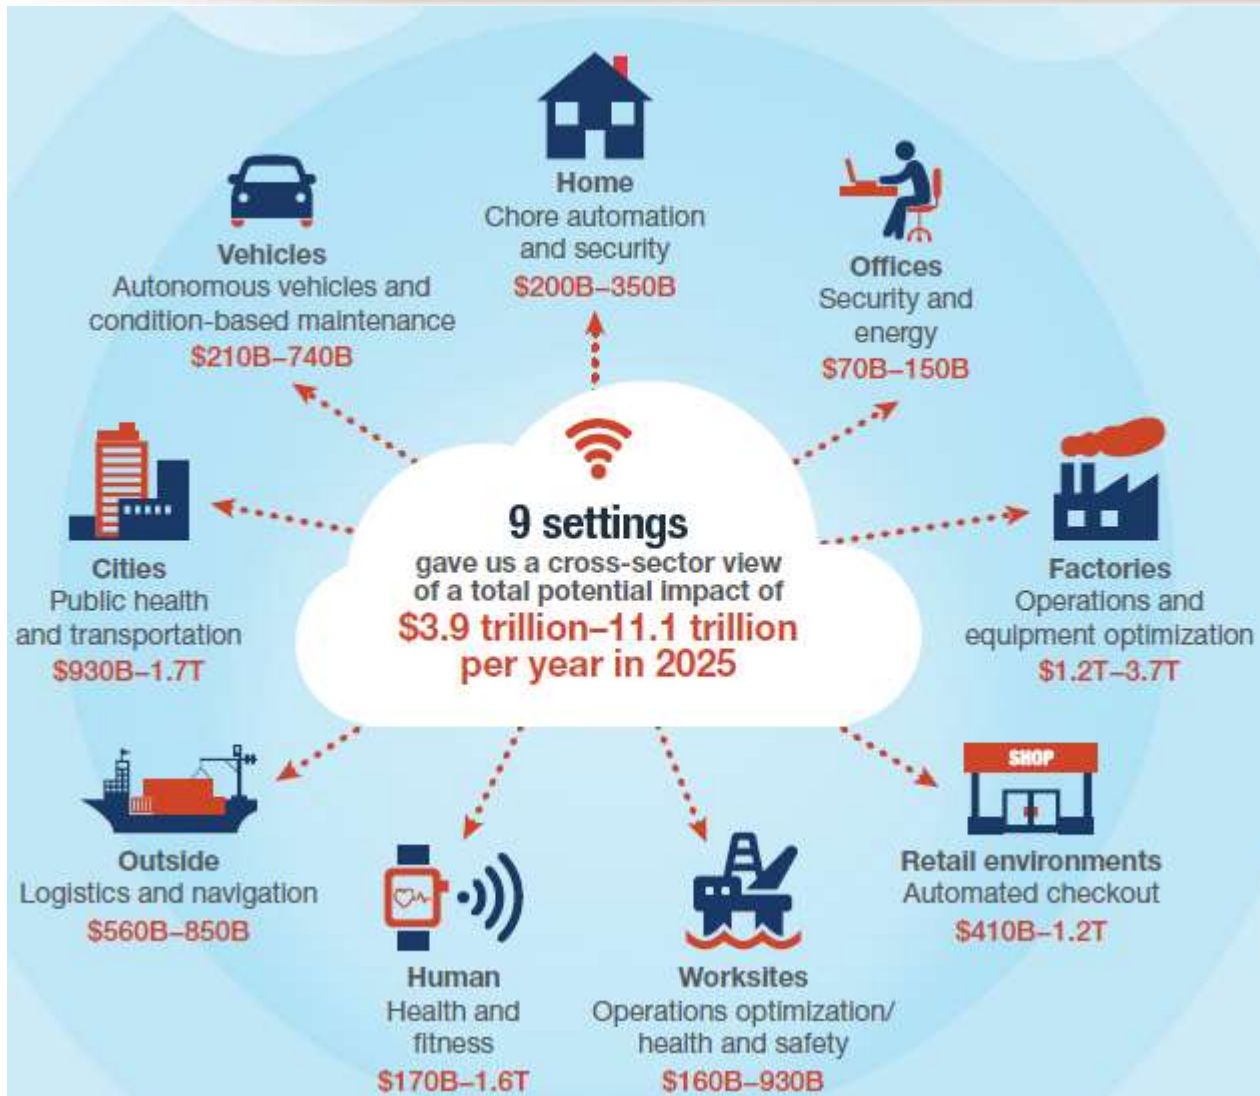 Home
Chore automation
and security
$200B–350B
Vehicles
Autonomous vehicles and
condition-based maintenance
$210B–740B
Offices
Security and
energy
$70B–150B
9 settings
gave us a cross-sector view
of a total potential impact of
$3.9 trillion–11.1 trillion
per year in 2025
Cities
Public health
and transportation
$930B–1.7T
Factories
Operations and
equipment optimization
$1.2T–3.7T
Outside
Logistics and navigation
$560B–850B
SHOP
Retail environments
Automated checkout
$410B–1.2T
Human
Health and
fitness
$170B–1.6T
Worksites
Operations optimization/
health and safety
$160B–930B